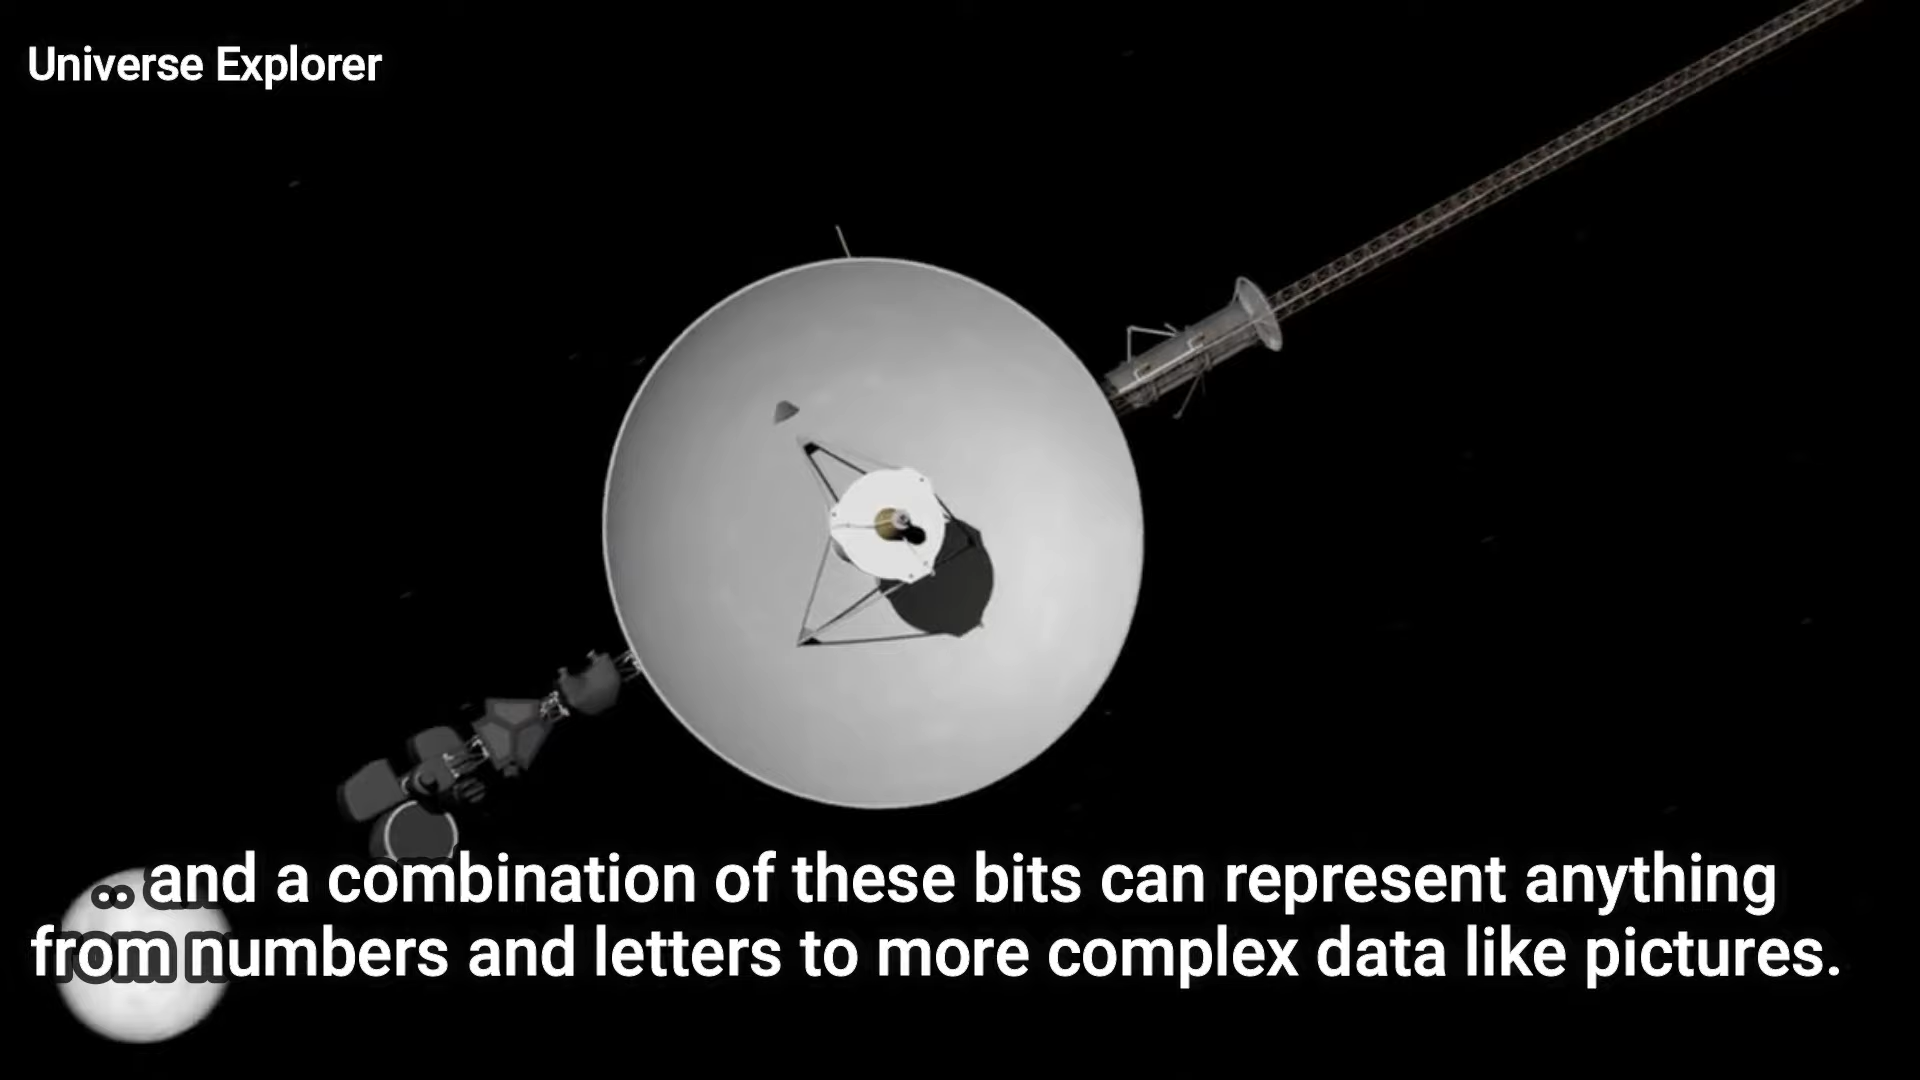 Universe Explorer
.. and a combination of these bits can represent anything
from numbers and letters to more complex data like pictures.